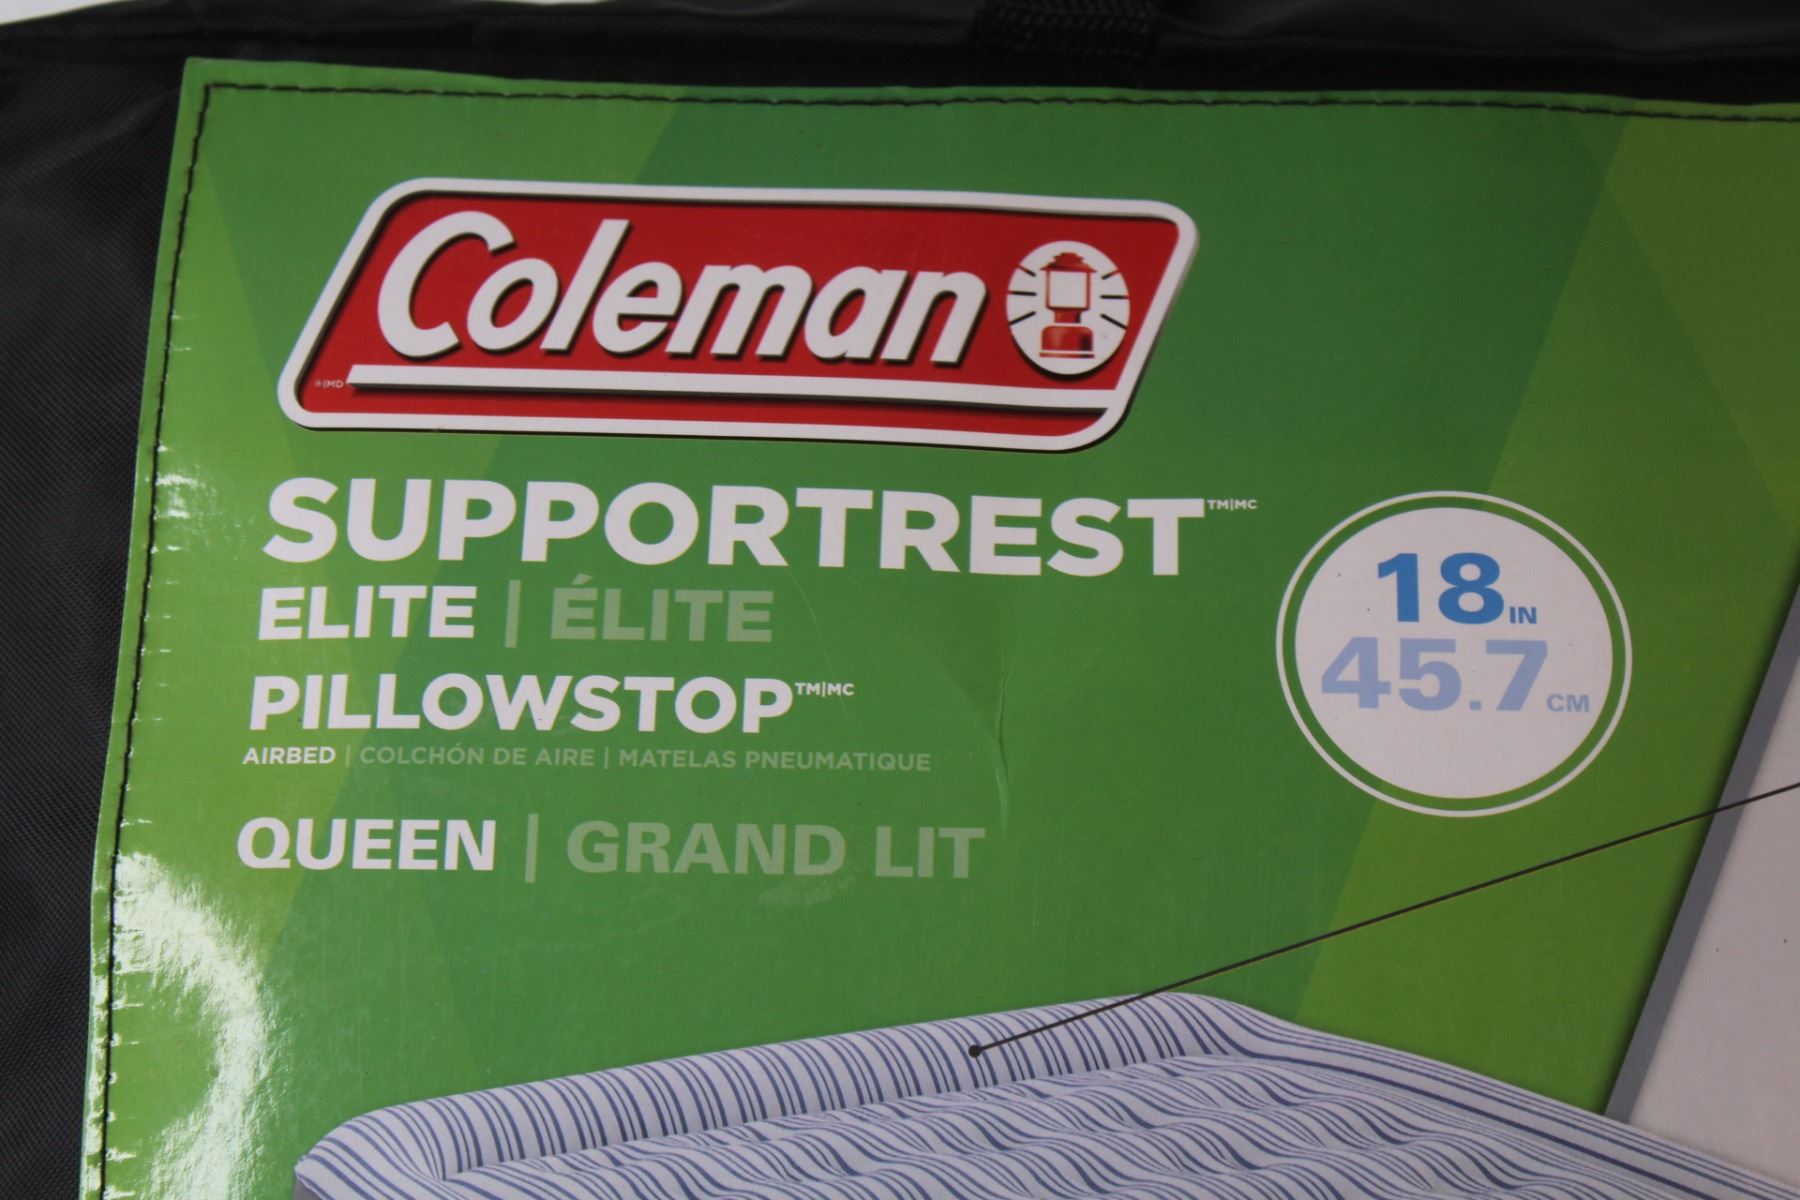 Coleman
®|MD
SUPPORTREST™|MC
ELITE | ÉLITE
PILLOWSTOP™|MC
AIRBED | COLCHÓN DE AIRE | MATELAS PNEUMATIQUE
QUEEN | GRAND LIT
18 IN
45.7 CM